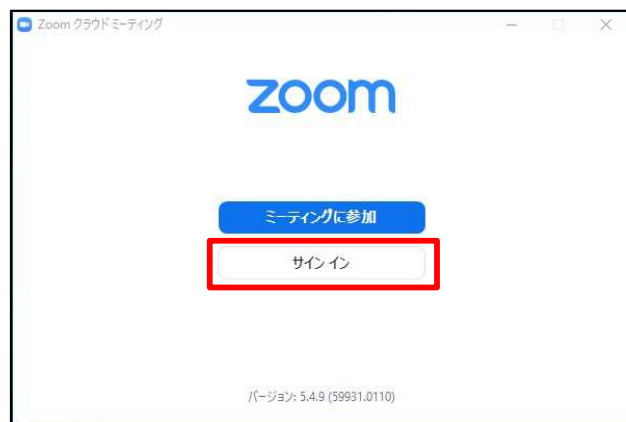 Zoom クラウド ミーティング
zoom
ミーティングに参加
サイン イン
バージョン: 5.4.9 (59931.0110)